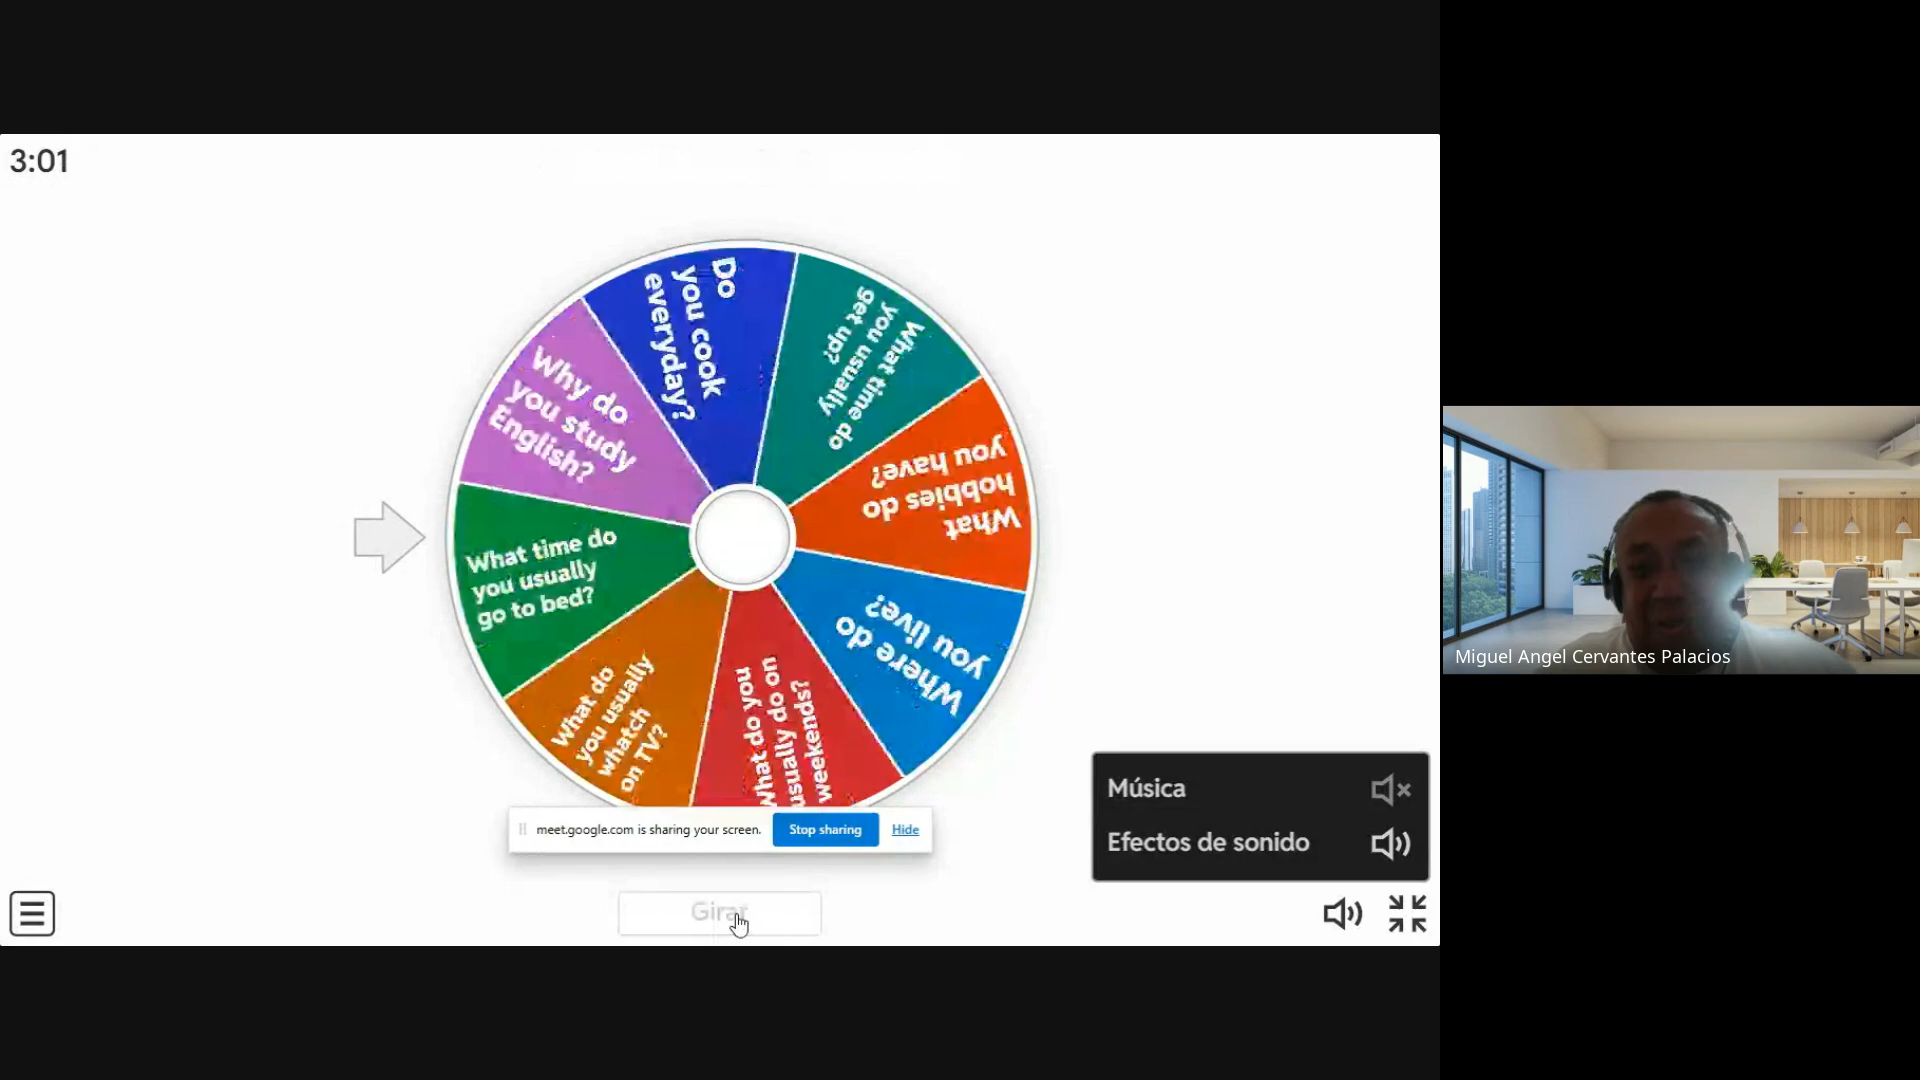 3:01
Do
you cook
everyday?
What time do
you usually
get up?
What
hobbies do
you have?
Where do
you live?
What do you
usually do on
weekends?
What do
you usually
whatch
on TV?
What time do
you usually
go to bed?
Why do
you study
English?
meet.google.com is sharing your screen.
Stop sharing
Hide
Girar
Música
Efectos de sonido
Miguel Angel Cervantes Palacios